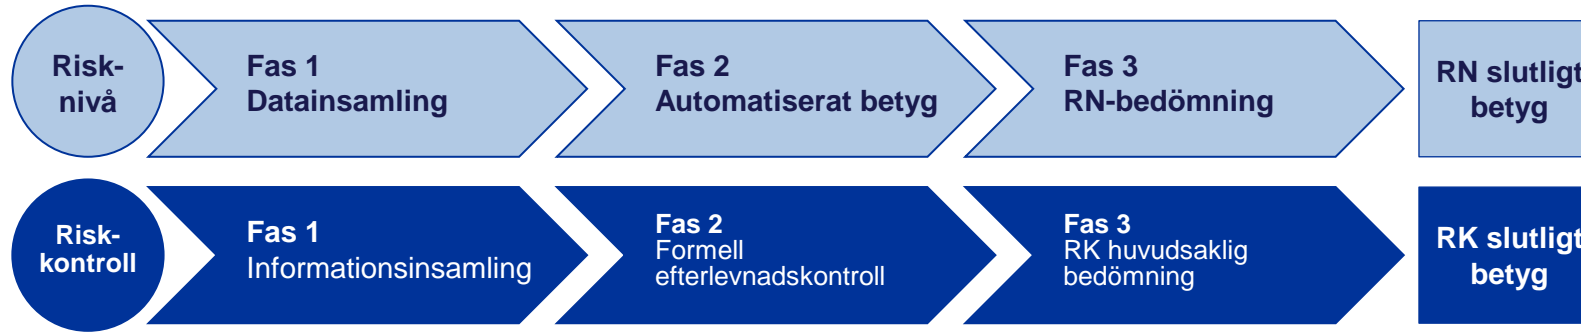 Risk-
nivå
Fas 1
Datainsamling
Fas 2
Automatiserat betyg
Fas 3
RN-bedömning
RN slutligt
betyg
Risk-
kontroll
Fas 1
Informationsinsamling
Fas 2
Formell
efterlevnadskontroll
Fas 3
RK huvudsaklig
bedömning
RK slutligt
betyg